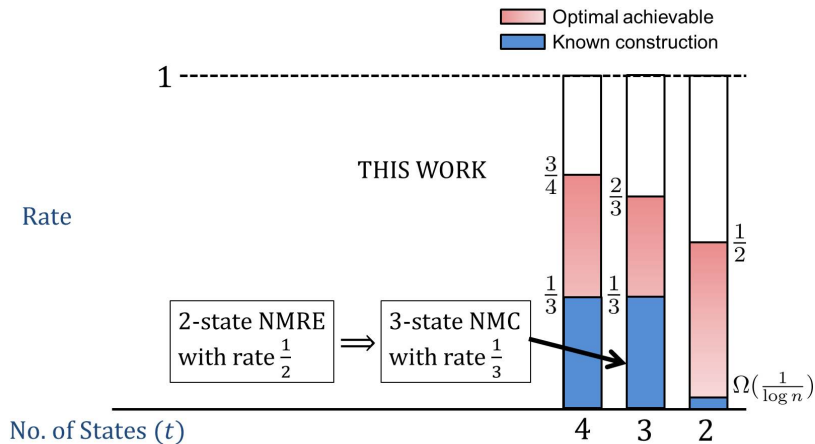 Optimal achievable
Known construction
1
THIS WORK
3/4
2/3
Rate
1/2
1/3
1/3
2-state NMRE
with rate 1/2
⟹
3-state NMC
with rate 1/3
Ω(1/log n)
No. of States (t)
4
3
2